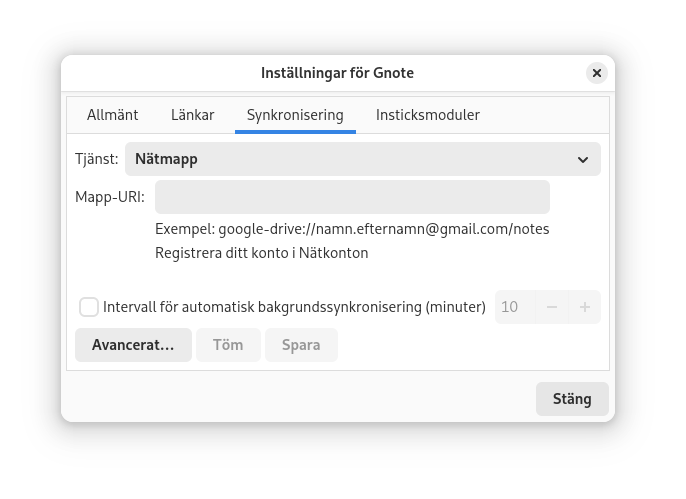 Inställningar för Gnote
Allmänt Länkar Synkronisering Insticksmoduler
Tjänst: Nätmapp
Mapp-URI:
Exempel: google-drive://namn.efternamn@gmail.com/notes
Registrera ditt konto i Nätkonton
Intervall för automatisk bakgrundssynkronisering (minuter) 10
Avancerat… Töm Spara
Stäng